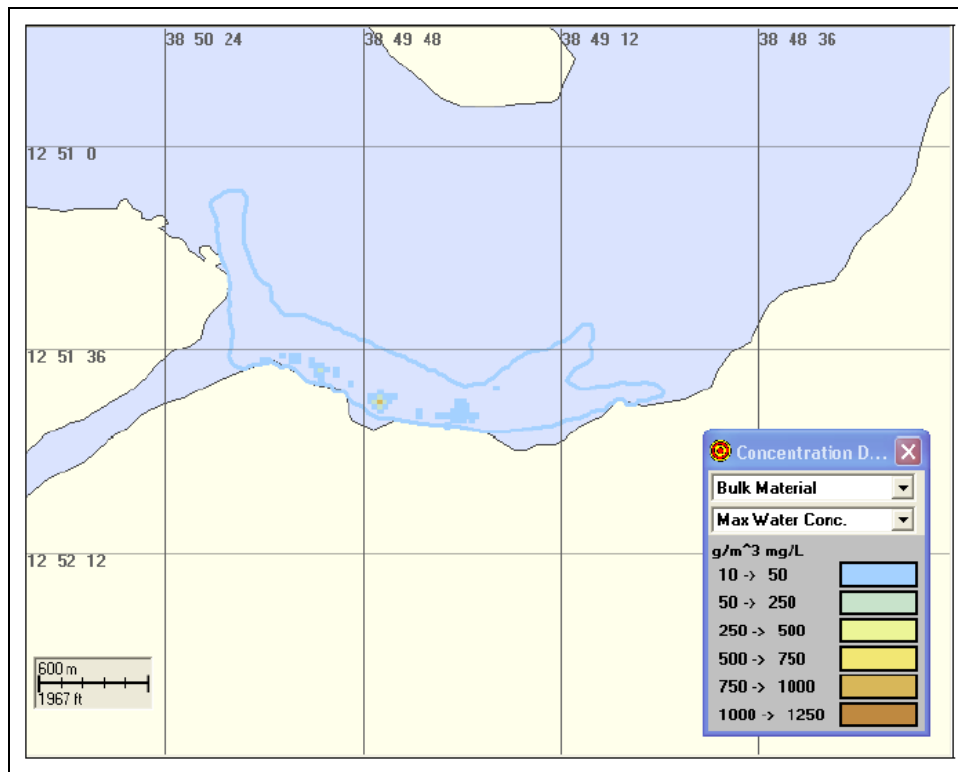 38 50 24
38 49 48
38 49 12
38 48 36
12 51 0
12 51 36
12 52 12
600 m
1967 ft
Concentration D...
Bulk Material
Max Water Conc.
g/m^3 mg/L
10 -> 50
50 -> 250
250 -> 500
500 -> 750
750 -> 1000
1000 -> 1250